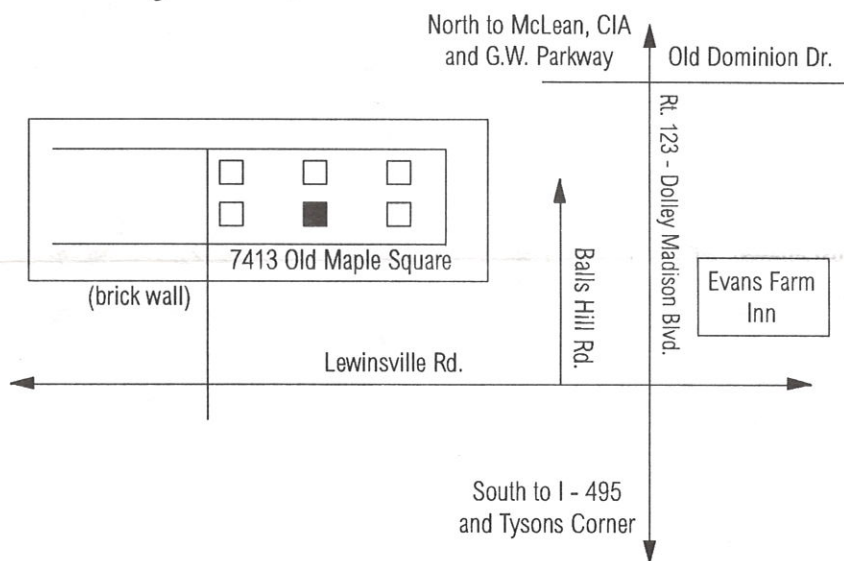 North to McLean, CIA
and G.W. Parkway
Old Dominion Dr.
Rt. 123 - Dolley Madison Blvd.
7413 Old Maple Square
(brick wall)
Balls Hill Rd.
Evans Farm
Inn
Lewinsville Rd.
South to I - 495
and Tysons Corner